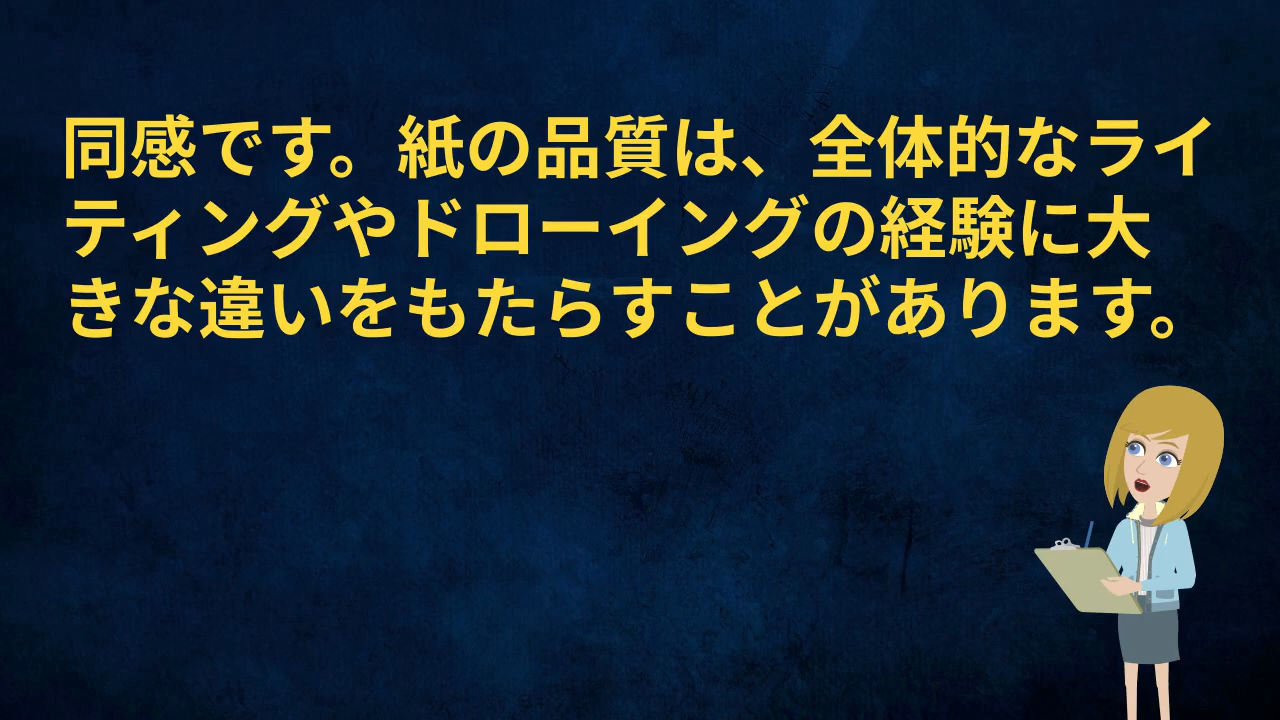 同感です。紙の品質は、全体的なライ
ティングやドローイングの経験に大
きな違いをもたらすことがあります。